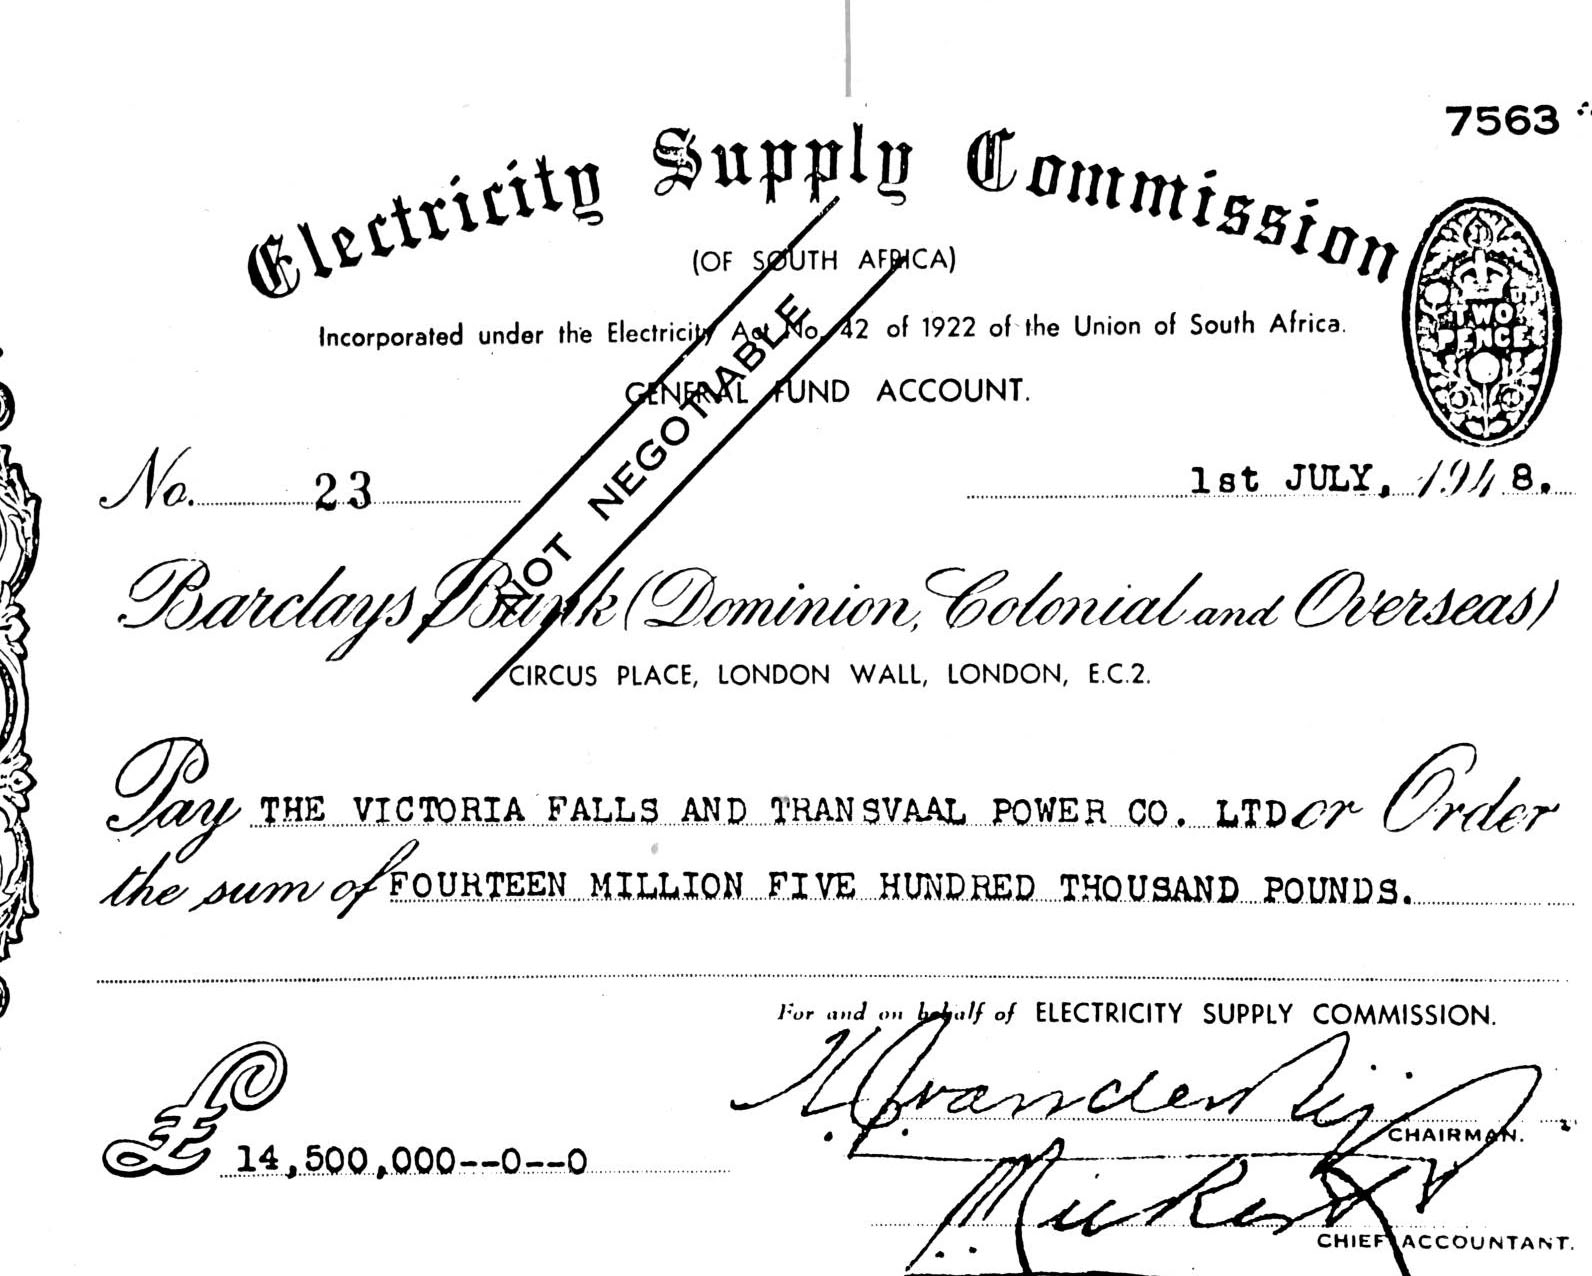 7563
Electricity Supply Commission
(OF SOUTH AFRICA)
Incorporated under the Electricity Act No. 42 of 1922 of the Union of South Africa.
GENERAL FUND ACCOUNT.
TWO
PENCE
NOT NEGOTIABLE
No. 23
1st JULY, 1948.
Barclays Bank (Dominion, Colonial and Overseas)
CIRCUS PLACE, LONDON WALL, LONDON, E.C.2.
Pay THE VICTORIA FALLS AND TRANSVAAL POWER CO. LTD or Order
the sum of FOURTEEN MILLION FIVE HUNDRED THOUSAND POUNDS.
For and on behalf of ELECTRICITY SUPPLY COMMISSION.
CHAIRMAN.
£ 14,500,000--0--0
CHIEF ACCOUNTANT.